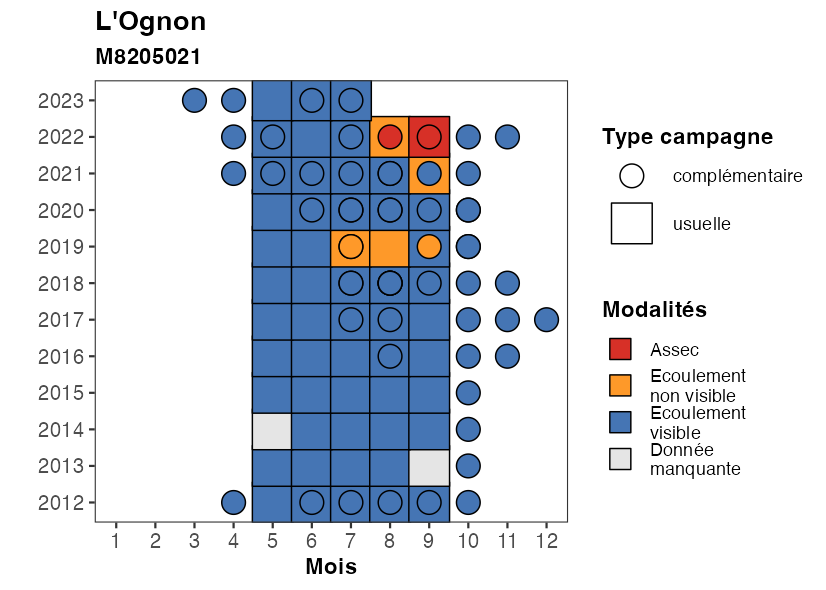 L'Ognon
M8205021
2023
2022
2021
2020
2019
2018
2017
2016
2015
2014
2013
2012
1 2 3 4 5 6 7 8 9 10 11 12
Mois
Type campagne
complémentaire
usuelle
Modalités
Assec
Ecoulement
non visible
Ecoulement
visible
Donnée
manquante